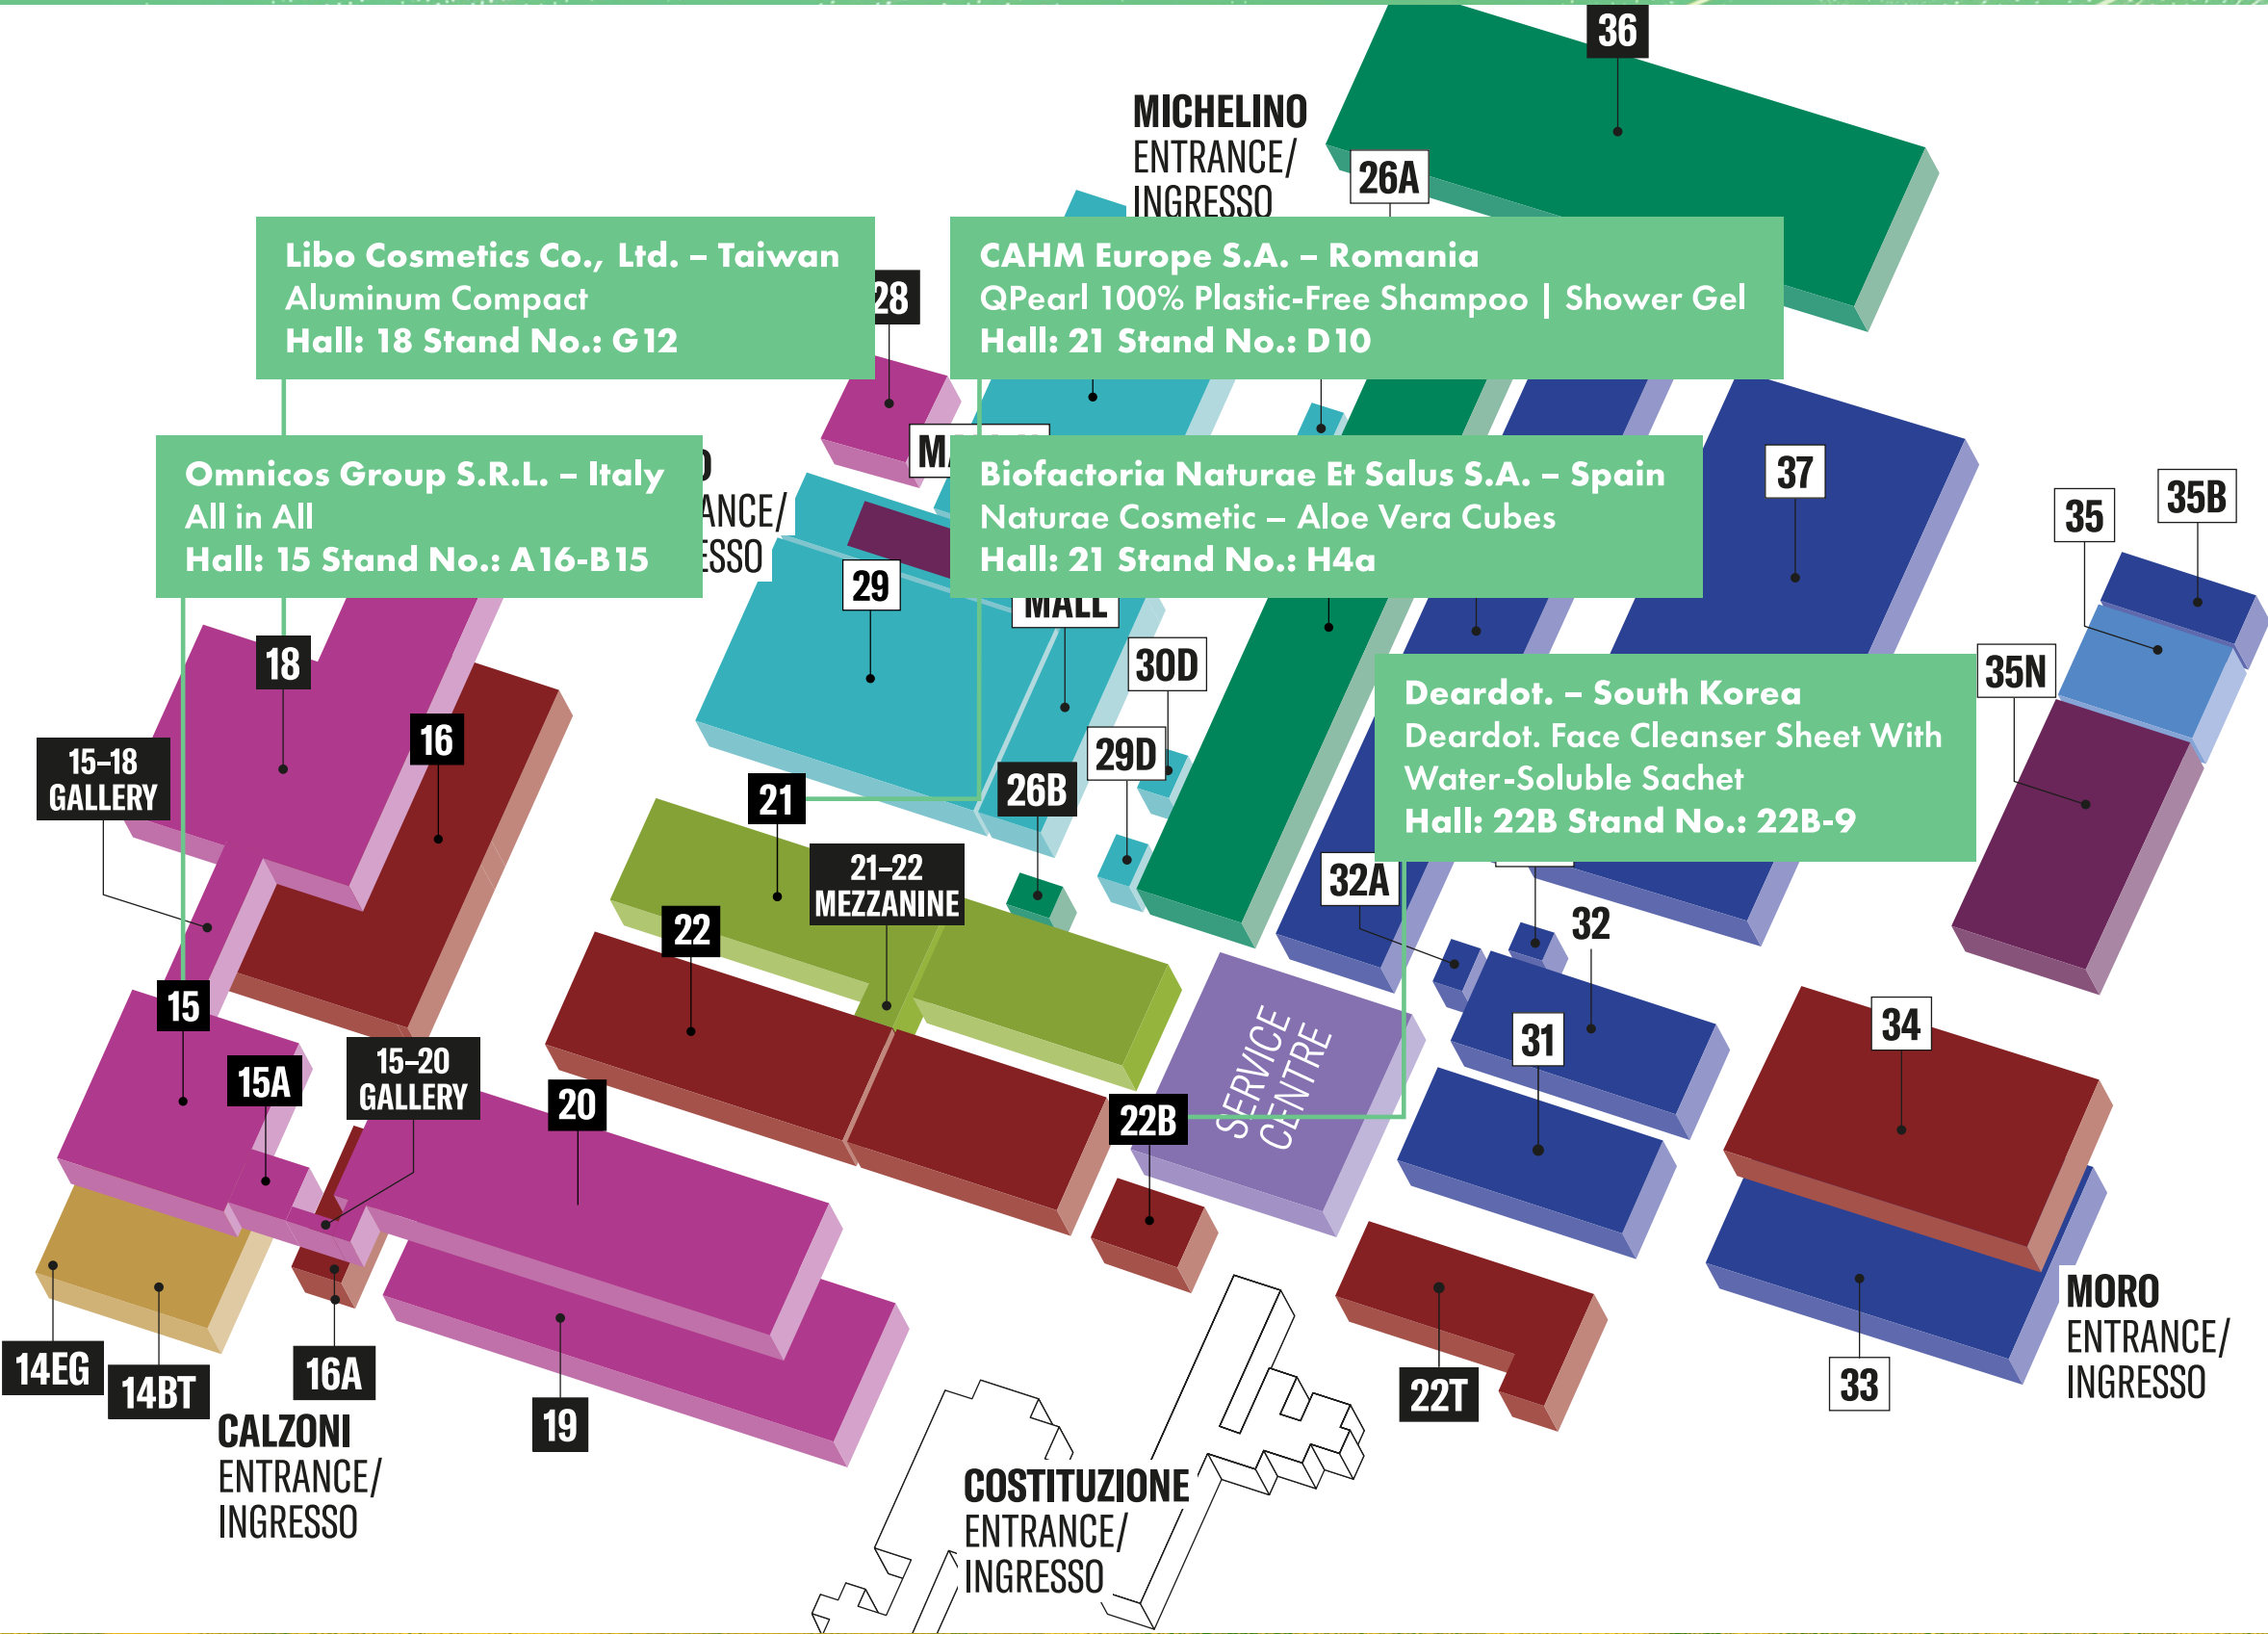 36
MICHELINO
ENTRANCE/
INGRESSO
26A
Libo Cosmetics Co., Ltd. – Taiwan
Aluminum Compact
Hall: 18 Stand No.: G12
CAHM Europe S.A. – Romania
QPearl 100% Plastic-Free Shampoo | Shower Gel
Hall: 21 Stand No.: D10
28
Omnicos Group S.R.L. – Italy
All in All
Hall: 15 Stand No.: A16-B15
Biofactoria Naturae Et Salus S.A. – Spain
Naturae Cosmetic – Aloe Vera Cubes
Hall: 21 Stand No.: H4a
37
35
35B
29
MALL
18
30D
35N
Deardot. – South Korea
Deardot. Face Cleanser Sheet With
Water-Soluble Sachet
Hall: 22B Stand No.: 22B-9
16
15–18
GALLERY
29D
26B
21
21–22
MEZZANINE
32A
22
32
15
SERVICE
CENTRE
31
34
15A
15–20
GALLERY
20
22B
14EG
14BT
16A
19
22T
33
MORO
ENTRANCE/
INGRESSO
CALZONI
ENTRANCE/
INGRESSO
COSTITUZIONE
ENTRANCE/
INGRESSO